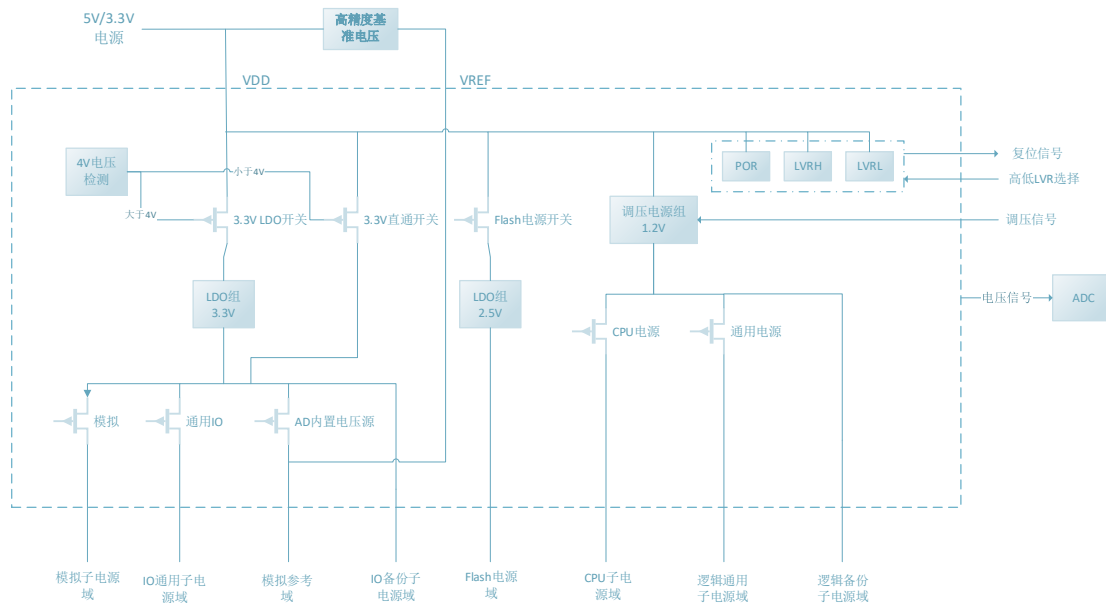 5V/3.3V
电源
高精度基
准电压
VDD
VREF
4V电压
检测
小于4V
大于4V
3.3V LDO开关
3.3V直通开关
Flash电源开关
POR
LVRH
LVRL
复位信号
高低LVR选择
调压电源组
1.2V
调压信号
LDO组
3.3V
LDO组
2.5V
电压信号
ADC
CPU电源
通用电源
模拟
通用IO
AD内置电压源
模拟子电源
域
IO通用子电
源域
模拟参考
域
IO备份子
电源域
Flash电源
域
CPU子电
源域
逻辑通用
子电源域
逻辑备份
子电源域